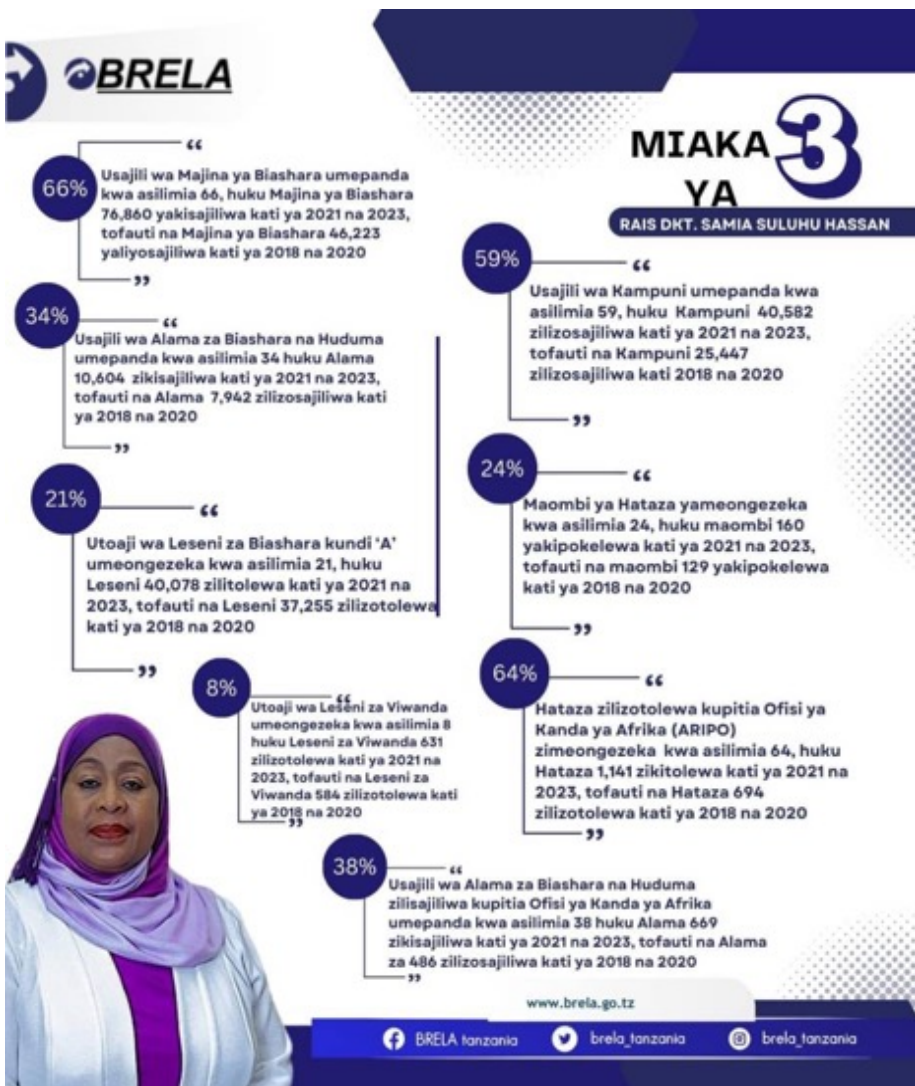 BRELA
MIAKA
YA
3
RAIS DKT. SAMIA SULUHU HASSAN
66%
“
Usajili wa Majina ya Biashara umepanda
kwa asilimia 66, huku Majina ya Biashara
76,860 yakisajiliwa kati ya 2021 na 2023,
tofauti na Majina ya Biashara 46,223
yaliyosajiliwa kati ya 2018 na 2020
”
34%
“
Usajili wa Alama za Biashara na Huduma
umepanda kwa asilimia 34 huku Alama
10,604 zikisajiliwa kati ya 2021 na 2023,
tofauti na Alama 7,942 zilizosajiliwa kati
ya 2018 na 2020
”
21%
“
Utoaji wa Leseni za Biashara kundi ‘A’
umeongezeka kwa asilimia 21, huku
Leseni 40,078 zilitolewa kati ya 2021 na
2023, tofauti na Leseni 37,255 zilizotolewa
kati ya 2018 na 2020
”
8%
“
Utoaji wa Leseni za Viwanda
umeongezeka kwa asilimia 8
huku Leseni za Viwanda 631
zilizotolewa kati ya 2021 na
2023, tofauti na Leseni za
Viwanda 584 zilizotolewa kati
ya 2018 na 2020
”
59%
“
Usajili wa Kampuni umepanda kwa
asilimia 59, huku Kampuni 40,582
zilizosajiliwa kati ya 2021 na 2023,
tofauti na Kampuni 25,447
zilizosajiliwa kati 2018 na 2020
”
24%
“
Maombi ya Hataza yameongezeka
kwa asilimia 24, huku maombi 160
yakipokelewa kati ya 2021 na 2023,
tofauti na maombi 129 yakipokelewa
kati ya 2018 na 2020
”
64%
“
Hataza zilizotolewa kupitia Ofisi ya
Kanda ya Afrika (ARIPO)
zimeongezeka kwa asilimia 64, huku
Hataza 1,141 zikitolewa kati ya 2021 na
2023, tofauti na Hataza 694
zilizotolewa kati ya 2018 na 2020
”
38%
“
Usajili wa Alama za Biashara na Huduma
zilisajiliwa kupitia Ofisi ya Kanda ya Afrika
umepanda kwa asilimia 38 huku Alama 669
zikisajiliwa kati ya 2021 na 2023, tofauti na Alama
za 486 zilizosajiliwa kati ya 2018 na 2020
”
www.brela.go.tz
BRELA tanzania
brela_tanzania
brela_tanzania